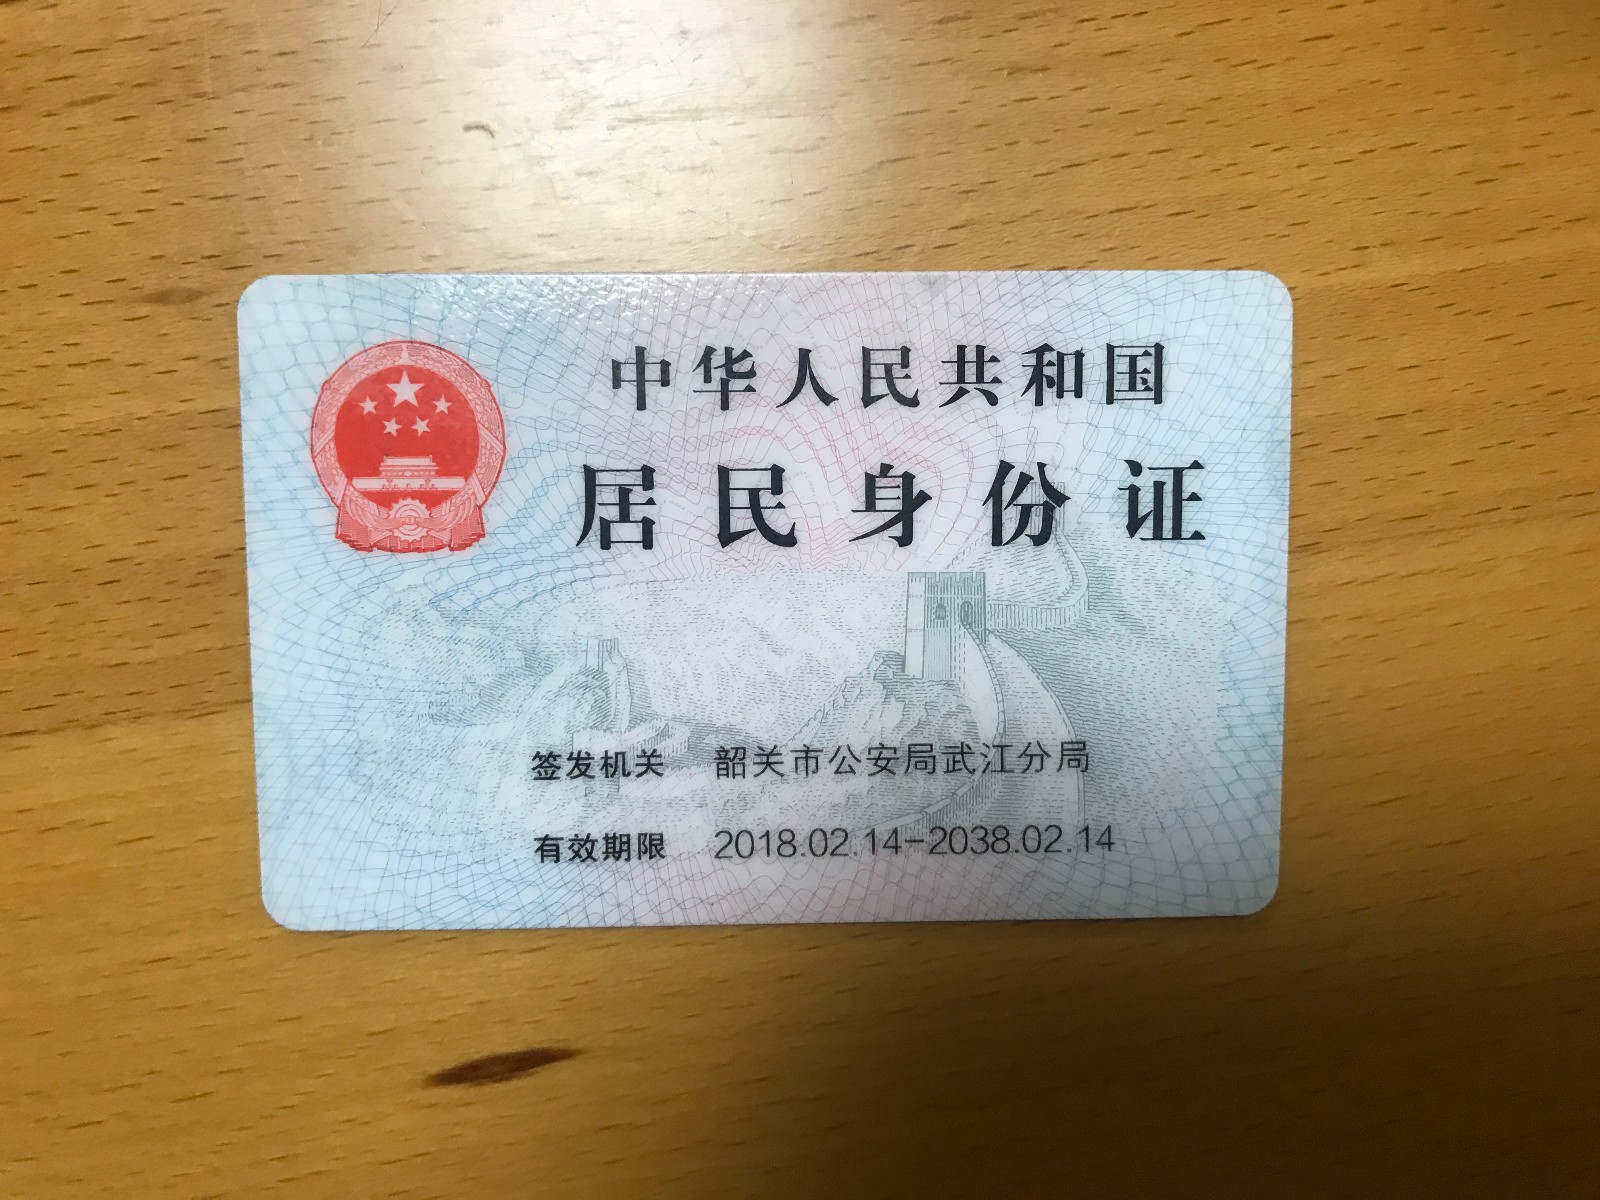 中华人民共和国
居民身份证
签发机关 韶关市公安局武江分局
有效期限 2018.02.14-2038.02.14